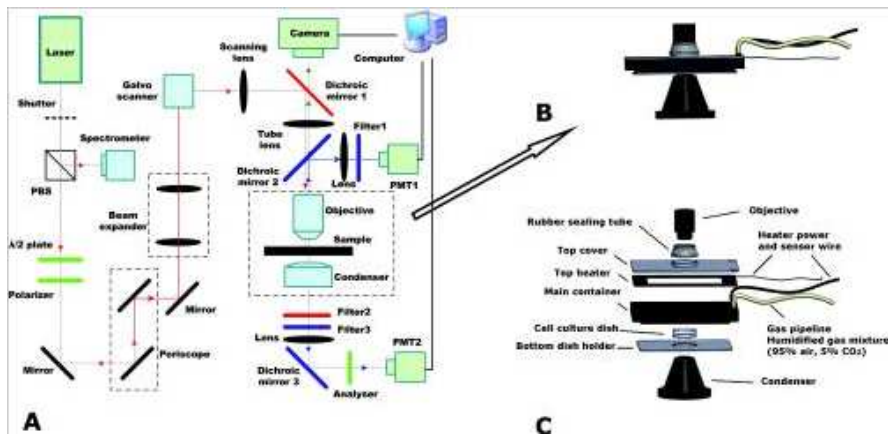 Laser
Shutter
PBS
Spectrometer
λ/2 plate
Polarizer
Mirror
Periscope
Mirror
Beam
expander
Galvo
scanner
Scanning
lens
Camera
Computer
Dichroic
mirror 1
Tube
lens
Filter1
Dichroic
mirror 2
Lens
PMT1
Objective
Sample
Condenser
Filter2
Filter3
Lens
PMT2
Dichroic
mirror 3
Analyser
A
B
Objective
Rubber sealing tube
Heater power
and sensor wire
Top cover
Top heater
Main container
Gas pipeline
Humidified gas mixture
(95% air, 5% CO₂)
Cell culture dish
Bottom dish holder
Condenser
C